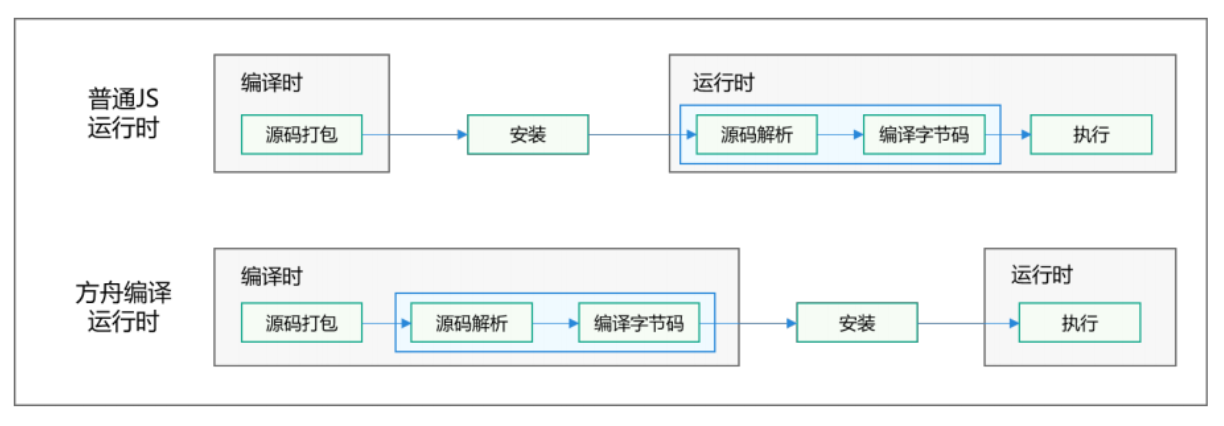 普通JS
运行时
编译时
源码打包
安装
运行时
源码解析
编译字节码
执行
方舟编译
运行时
编译时
源码打包
源码解析
编译字节码
安装
运行时
执行